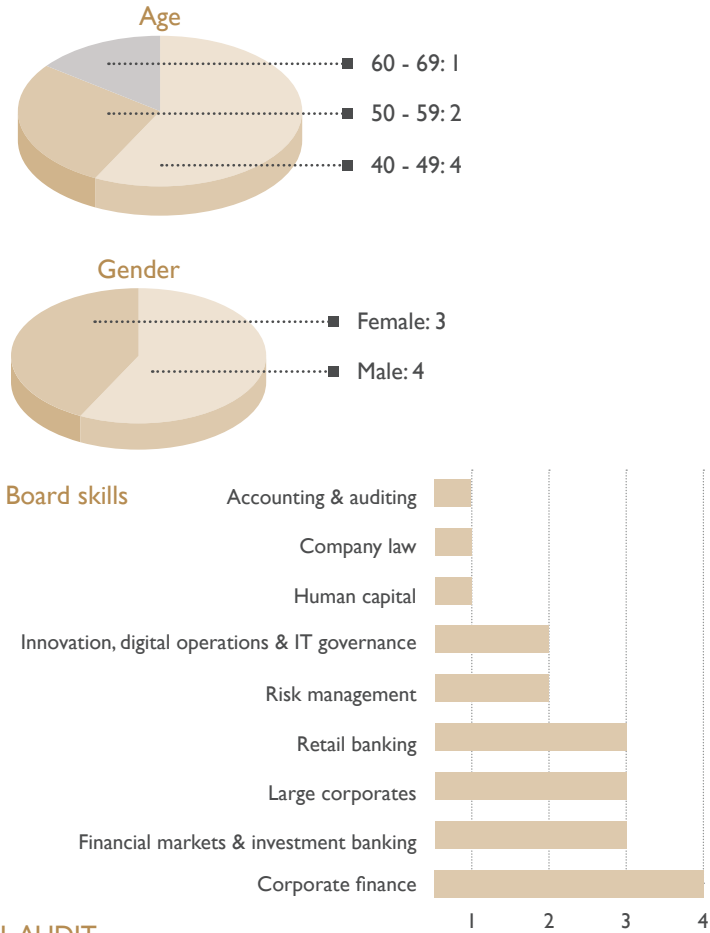 Age
60 - 69: 1
50 - 59: 2
40 - 49: 4
Gender
Female: 3
Male: 4
Board skills
Accounting & auditing
Company law
Human capital
Innovation, digital operations & IT governance
Risk management
Retail banking
Large corporates
Financial markets & investment banking
Corporate finance
1 2 3 4
AUDIT